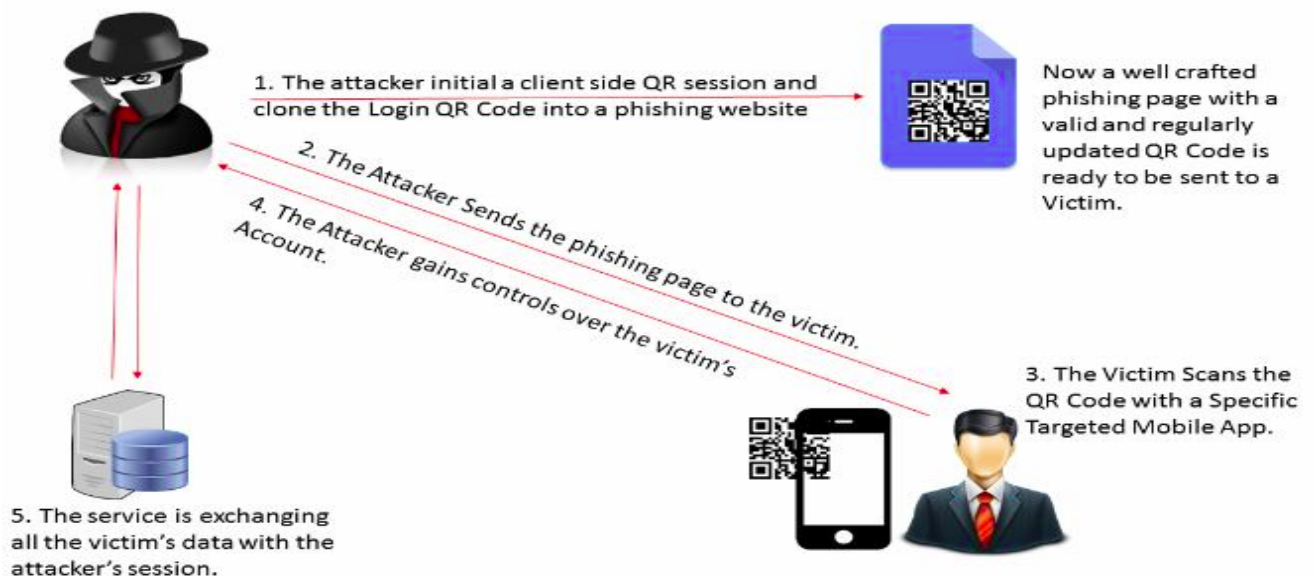 1. The attacker initial a client side QR session and
clone the Login QR Code into a phishing website
Now a well crafted
phishing page with a
valid and regularly
updated QR Code is
ready to be sent to a
Victim.
2. The Attacker Sends the phishing page to the victim.
4. The Attacker gains controls over the victim's
Account.
3. The Victim Scans the
QR Code with a Specific
Targeted Mobile App.
5. The service is exchanging
all the victim's data with the
attacker's session.